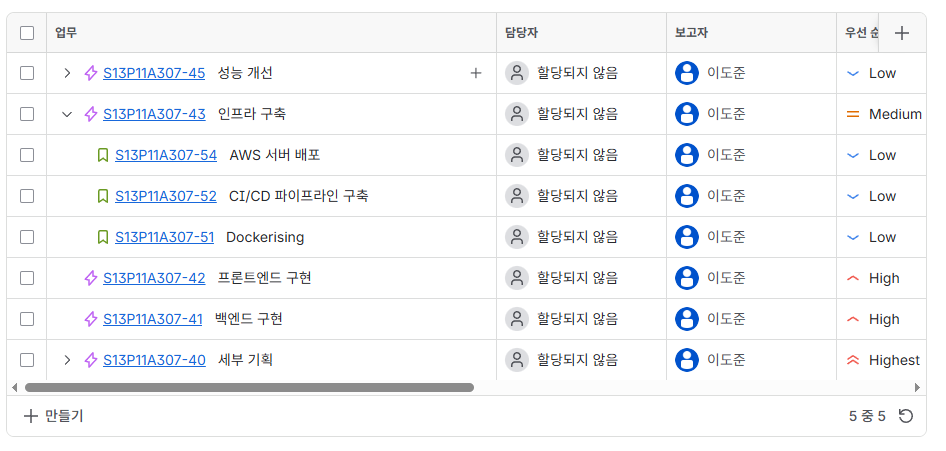 업무 담당자 보고자 우선 순
S13P11A307-45 성능 개선 할당되지 않음 이도준 Low
S13P11A307-43 인프라 구축 할당되지 않음 이도준 Medium
S13P11A307-54 AWS 서버 배포 할당되지 않음 이도준 Low
S13P11A307-52 CI/CD 파이프라인 구축 할당되지 않음 이도준 Low
S13P11A307-51 Dockerising 할당되지 않음 이도준 Low
S13P11A307-42 프론트엔드 구현 할당되지 않음 이도준 High
S13P11A307-41 백엔드 구현 할당되지 않음 이도준 High
S13P11A307-40 세부 기획 할당되지 않음 이도준 Highest
만들기 5 중 5